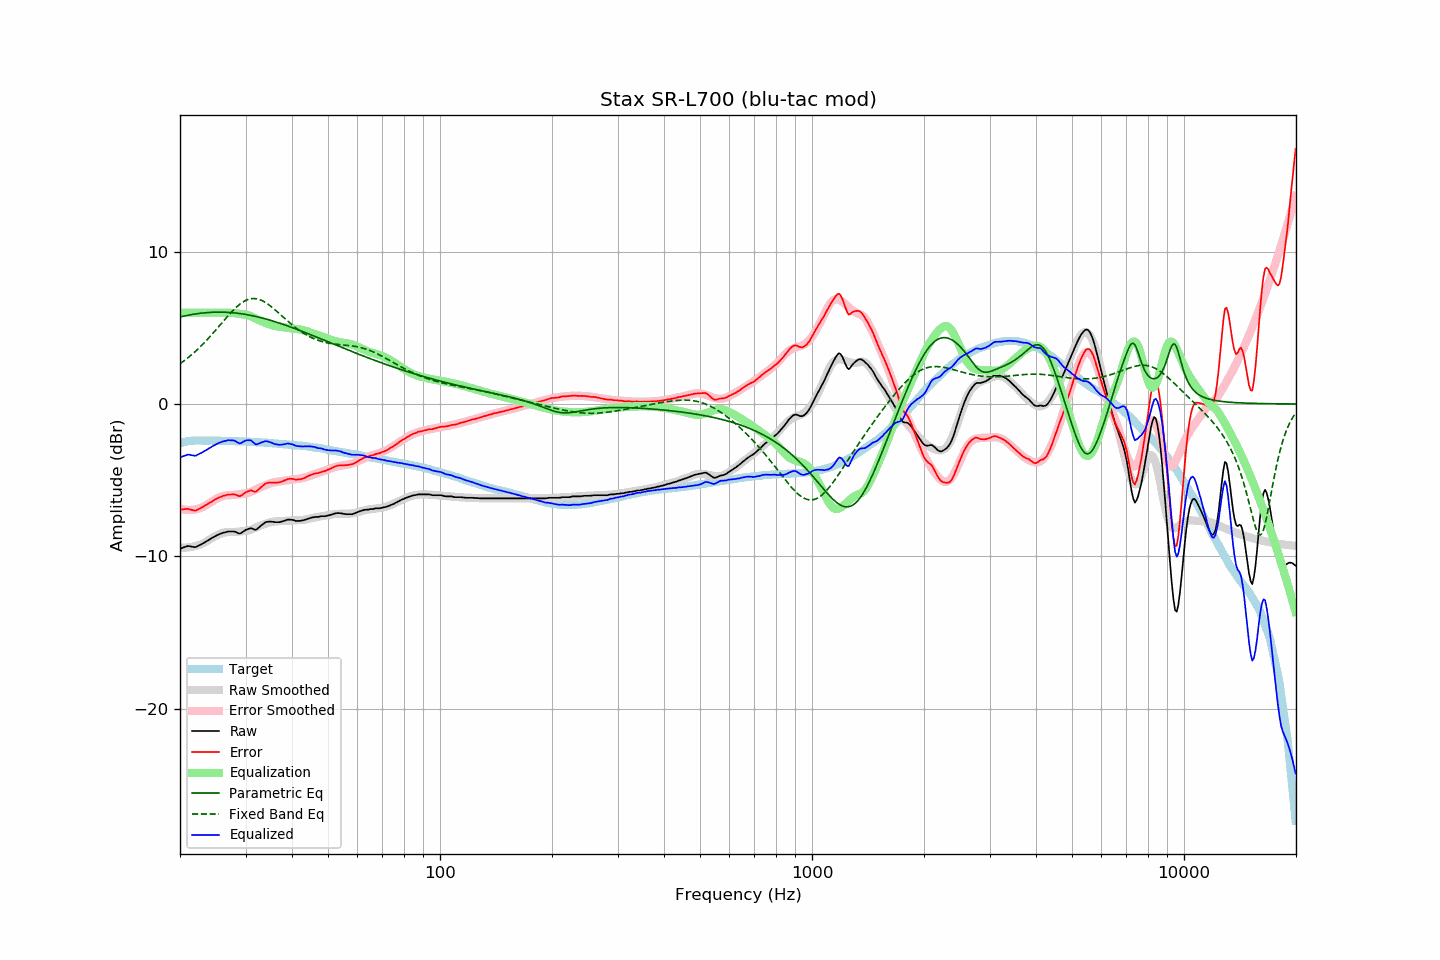 Stax SR-L700 (blu-tac mod)
Amplitude (dBr)
10
0
−10
−20
Target
Raw Smoothed
Error Smoothed
Raw
Error
Equalization
Parametric Eq
Fixed Band Eq
Equalized
100
1000
10000
Frequency (Hz)